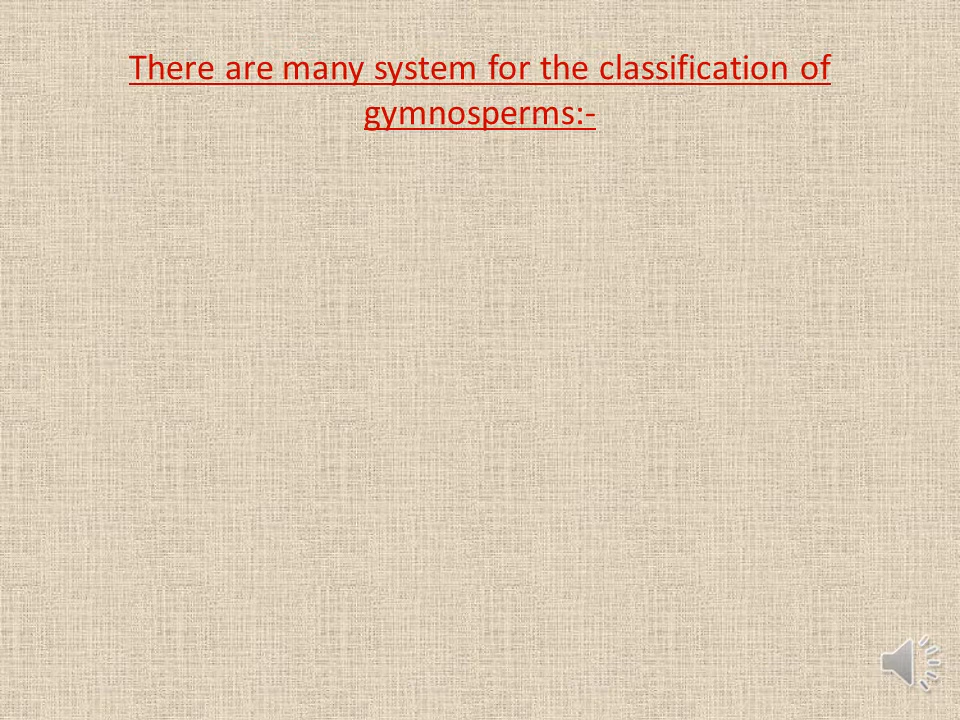 There are many system for the classification of
gymnosperms:-